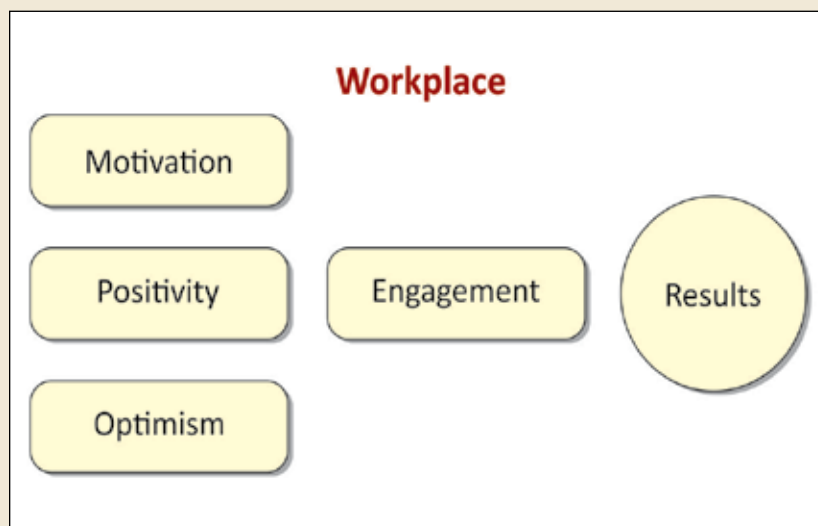 Workplace
Motivation
Positivity
Engagement
Results
Optimism